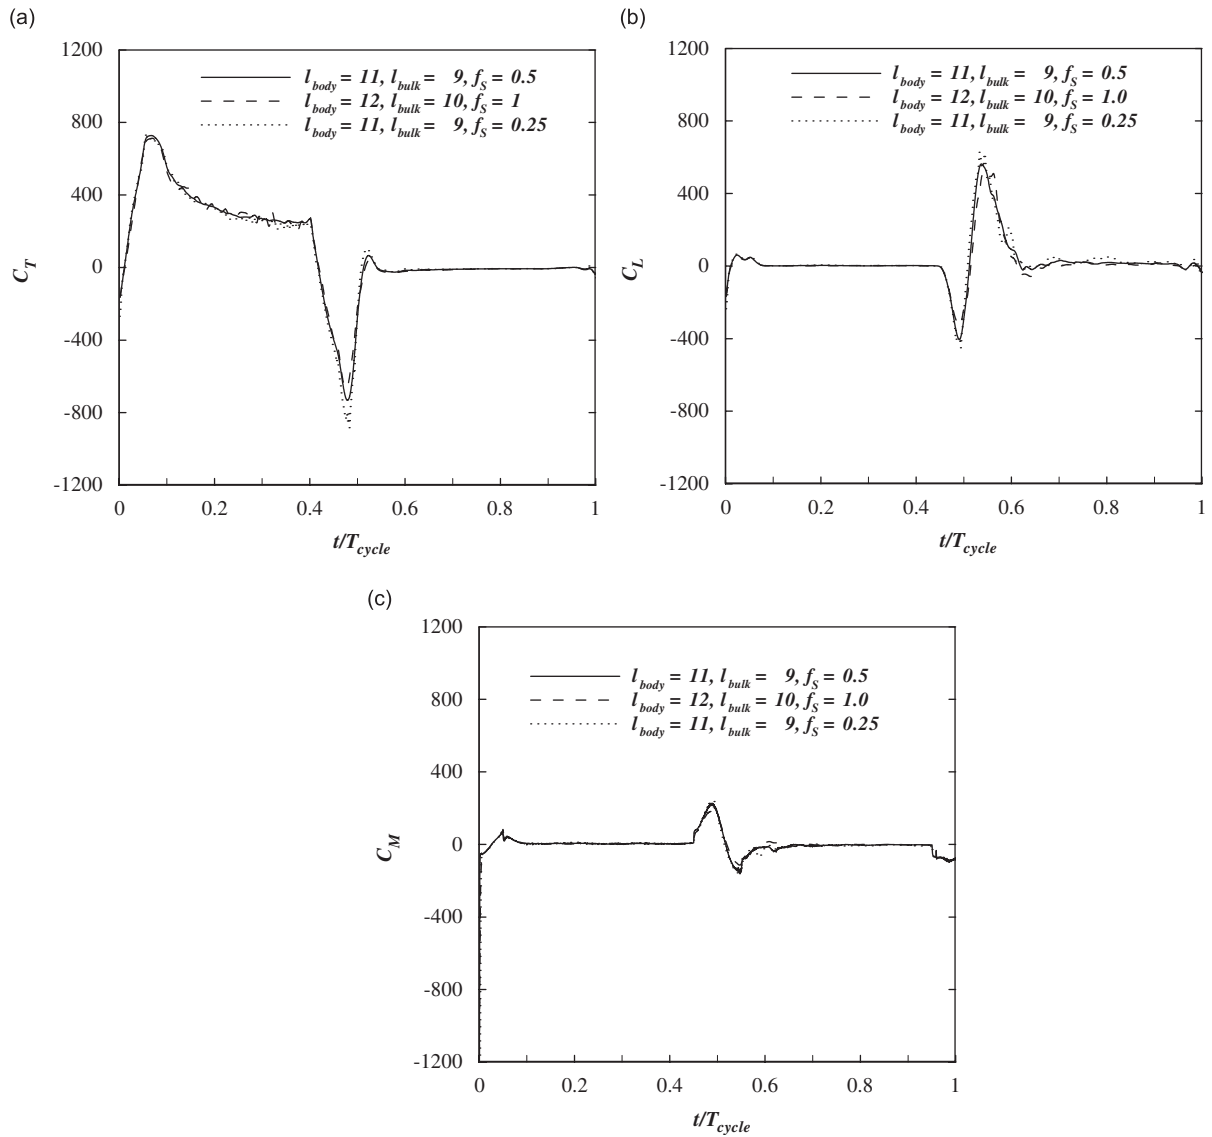 (a)
1200
800
400
0
-400
-800
-1200
C_T
l_body = 11, l_bulk = 9, f_S = 0.5
l_body = 12, l_bulk = 10, f_S = 1
l_body = 11, l_bulk = 9, f_S = 0.25
0 0.2 0.4 0.6 0.8 1
t/T_cycle
(b)
1200
800
400
0
-400
-800
-1200
C_L
l_body = 11, l_bulk = 9, f_S = 0.5
l_body = 12, l_bulk = 10, f_S = 1.0
l_body = 11, l_bulk = 9, f_S = 0.25
0 0.2 0.4 0.6 0.8 1
t/T_cycle
(c)
1200
800
400
0
-400
-800
-1200
C_M
l_body = 11, l_bulk = 9, f_S = 0.5
l_body = 12, l_bulk = 10, f_S = 1.0
l_body = 11, l_bulk = 9, f_S = 0.25
0 0.2 0.4 0.6 0.8 1
t/T_cycle